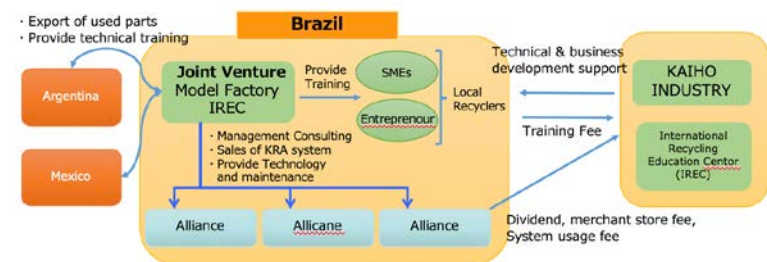 · Export of used parts
· Provide technical training
Brazil
Argentina
Mexico
Joint Venture
Model Factory
IREC
Provide
Training
SMEs
Entreprenour
Local
Recyclers
· Management Consulting
· Sales of KRA system
· Provide Technology
and maintenance
Alliance
Allicane
Alliance
Technical & business
development support
Training Fee
Dividend, merchant store fee,
System usage fee
KAIHO
INDUSTRY
International
Recycling
Education Centor
(IREC)